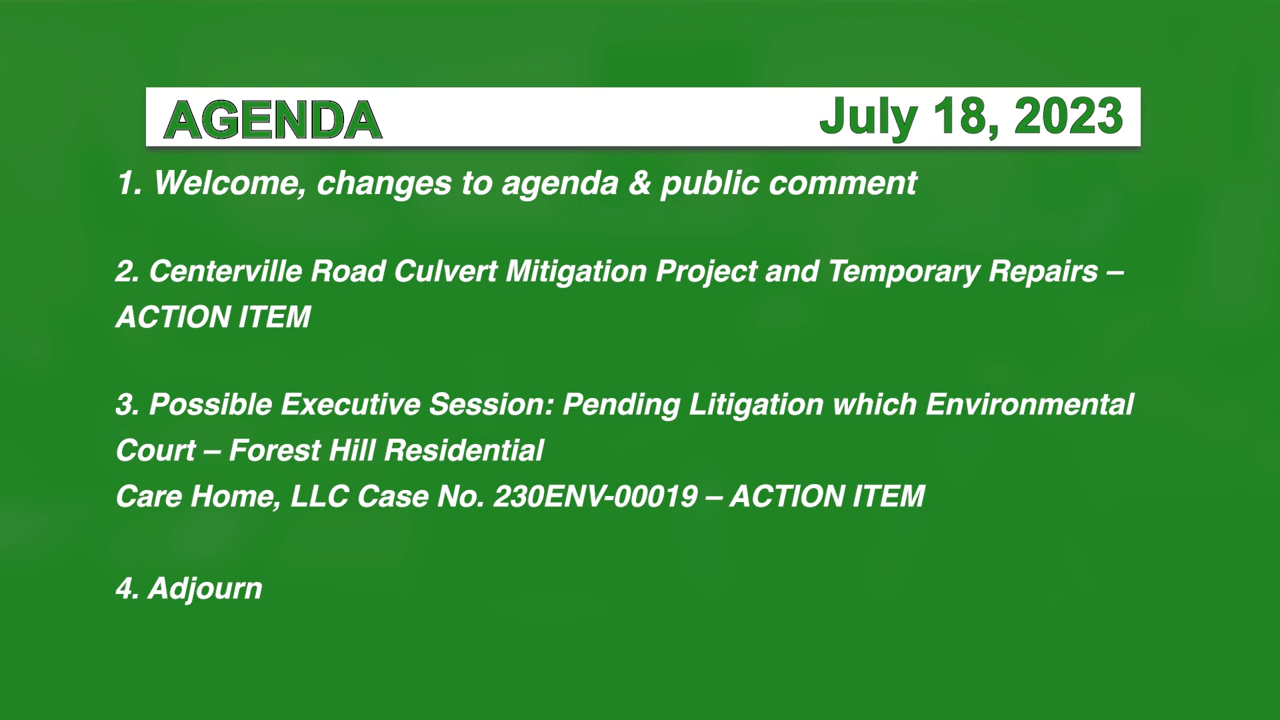 AGENDA July 18, 2023
1. Welcome, changes to agenda & public comment
2. Centerville Road Culvert Mitigation Project and Temporary Repairs –
ACTION ITEM
3. Possible Executive Session: Pending Litigation which Environmental
Court – Forest Hill Residential
Care Home, LLC Case No. 230ENV-00019 – ACTION ITEM
4. Adjourn